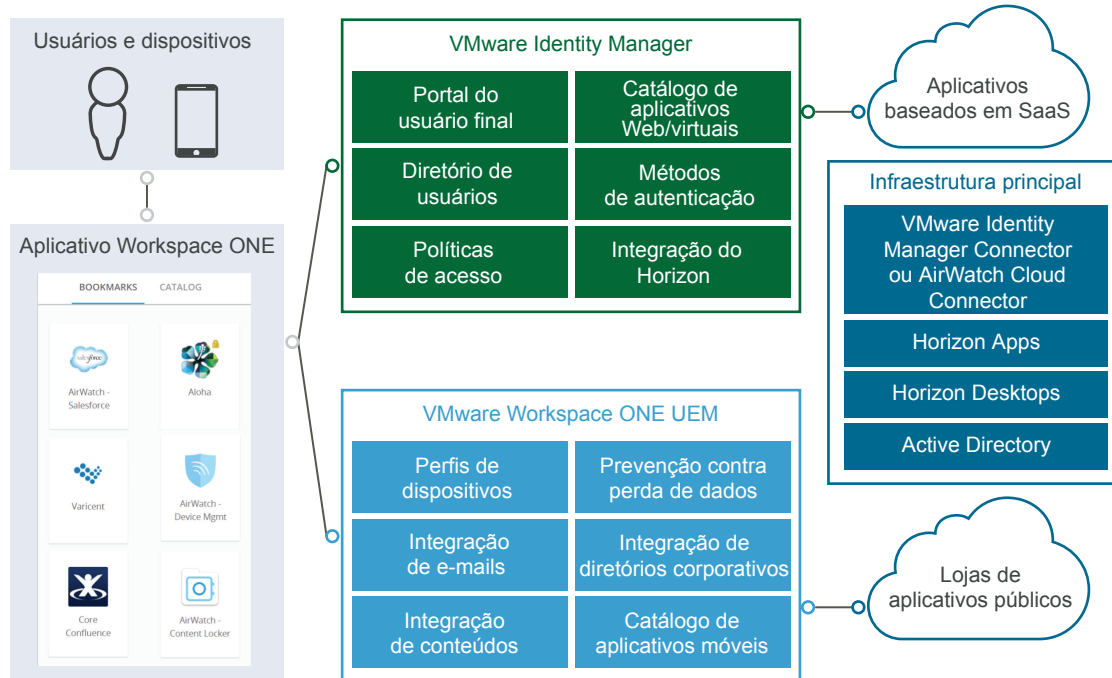 Usuários e dispositivos
Aplicativo Workspace ONE
BOOKMARKS CATALOG
salesforce
AirWatch -
Salesforce
Aloha
Varicent
AirWatch -
Device Mgmt
Core
Confluence
AirWatch -
Content Locker
VMware Identity Manager
Portal do
usuário final
Catálogo de
aplicativos
Web/virtuais
Diretório de
usuários
Métodos
de autenticação
Políticas
de acesso
Integração do
Horizon
VMware Workspace ONE UEM
Perfis de
dispositivos
Prevenção contra
perda de dados
Integração
de e-mails
Integração de
diretórios corporativos
Integração
de conteúdos
Catálogo de
aplicativos móveis
Aplicativos
baseados em SaaS
Infraestrutura principal
VMware Identity
Manager Connector
ou AirWatch Cloud
Connector
Horizon Apps
Horizon Desktops
Active Directory
Lojas de
aplicativos públicos